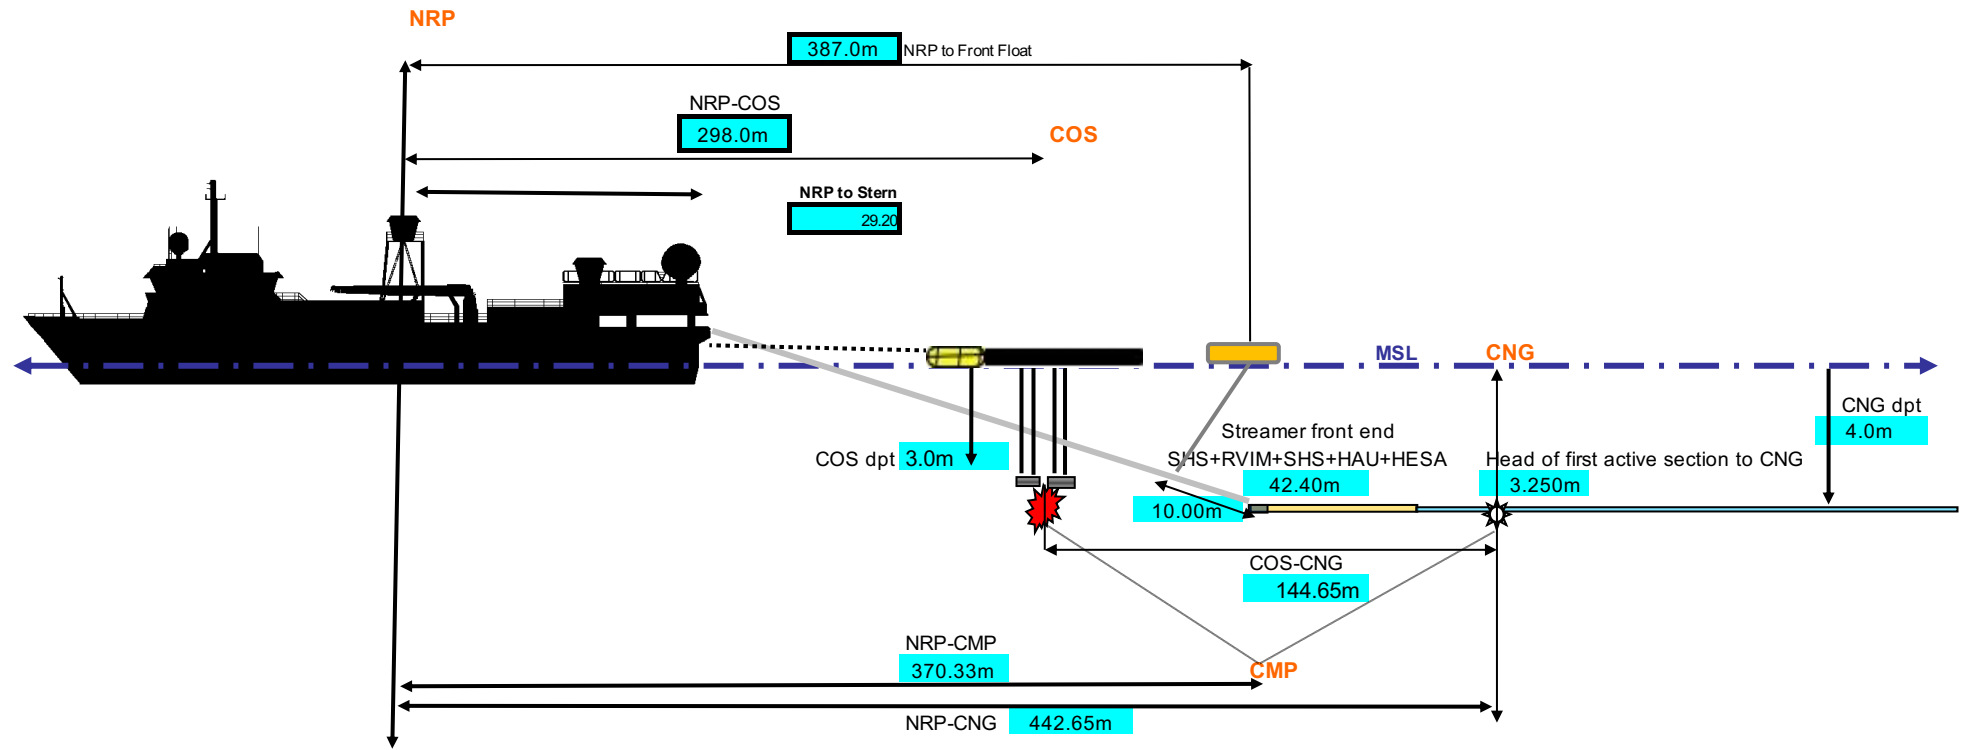 NRP
387.0m NRP to Front Float
NRP-COS
298.0m
COS
NRP to Stern
29.20
MSL
CNG
CNG dpt
4.0m
Streamer front end
COS dpt 3.0m
SHS+RVIM+SHS+HAU+HESA
Head of first active section to CNG
42.40m
3.250m
10.00m
COS-CNG
144.65m
NRP-CMP
370.33m
CMP
NRP-CNG 442.65m